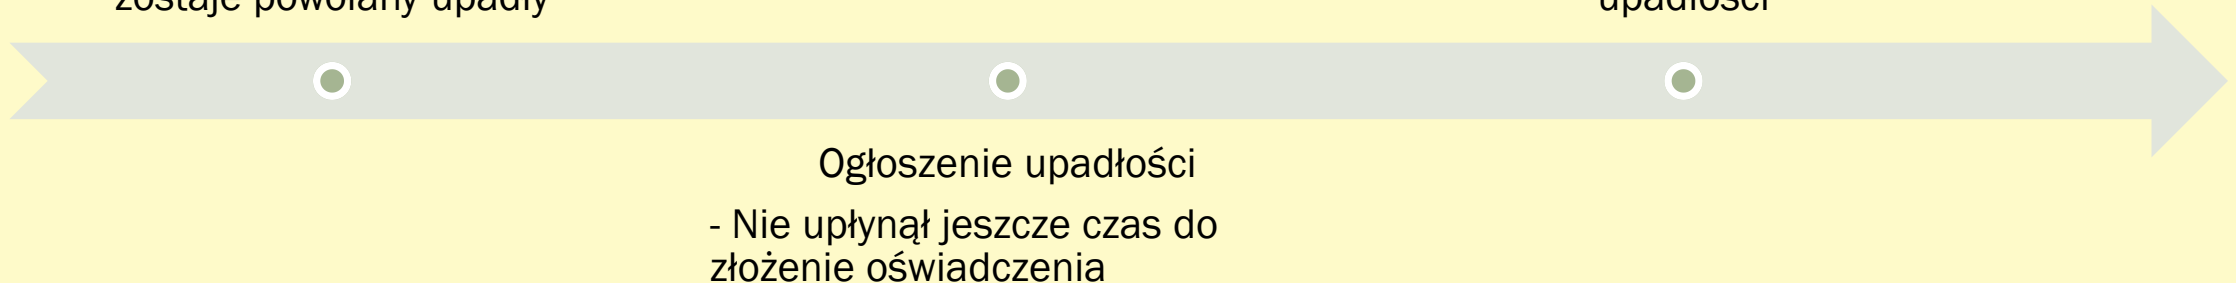 zostaje powołany upadły
upadłości
Ogłoszenie upadłości
- Nie upłynął jeszcze czas do
złożenie oświadczenia